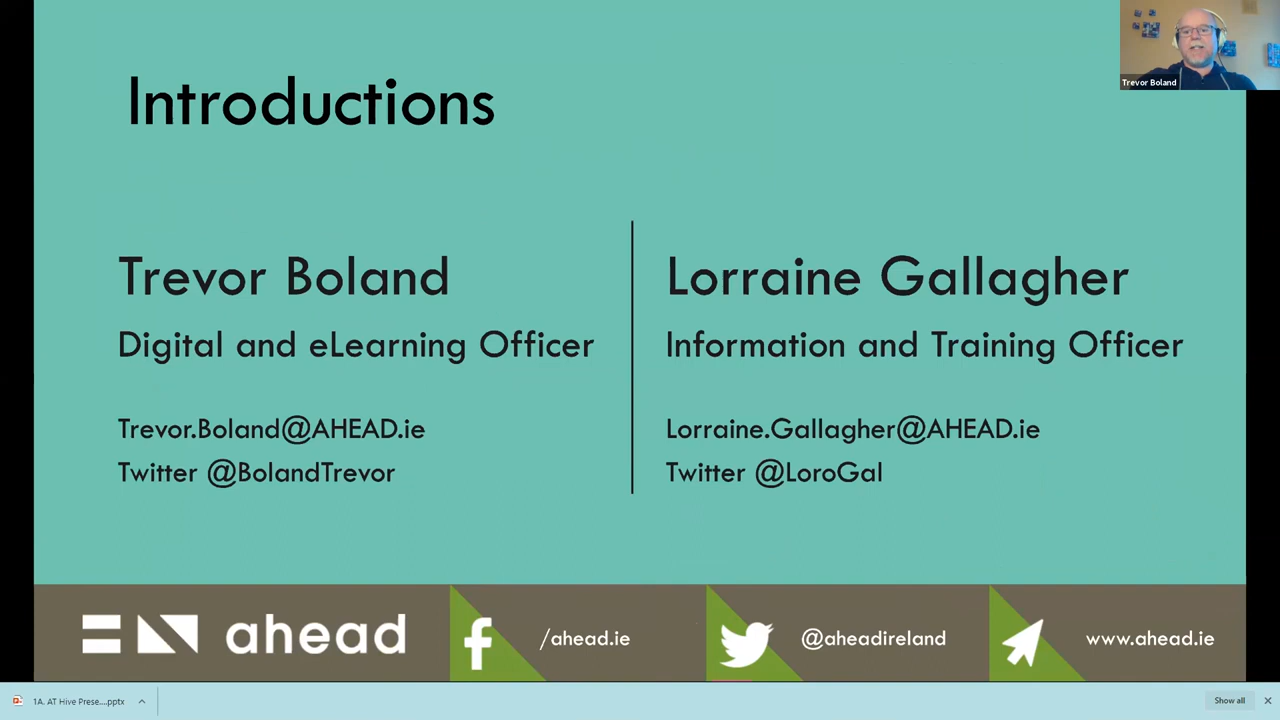 Trevor Boland
Introductions
Trevor Boland
Digital and eLearning Officer
Trevor.Boland@AHEAD.ie
Twitter @BolandTrevor
Lorraine Gallagher
Information and Training Officer
Lorraine.Gallagher@AHEAD.ie
Twitter @LoroGal
ahead
/ahead.ie
@aheadireland
www.ahead.ie
1A. AT Hive Prese....pptx
Show all